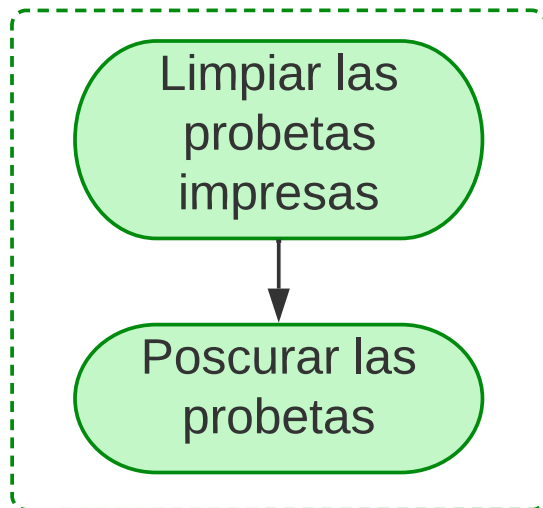 Limpiar las
probetas
impresas
Poscurar las
probetas